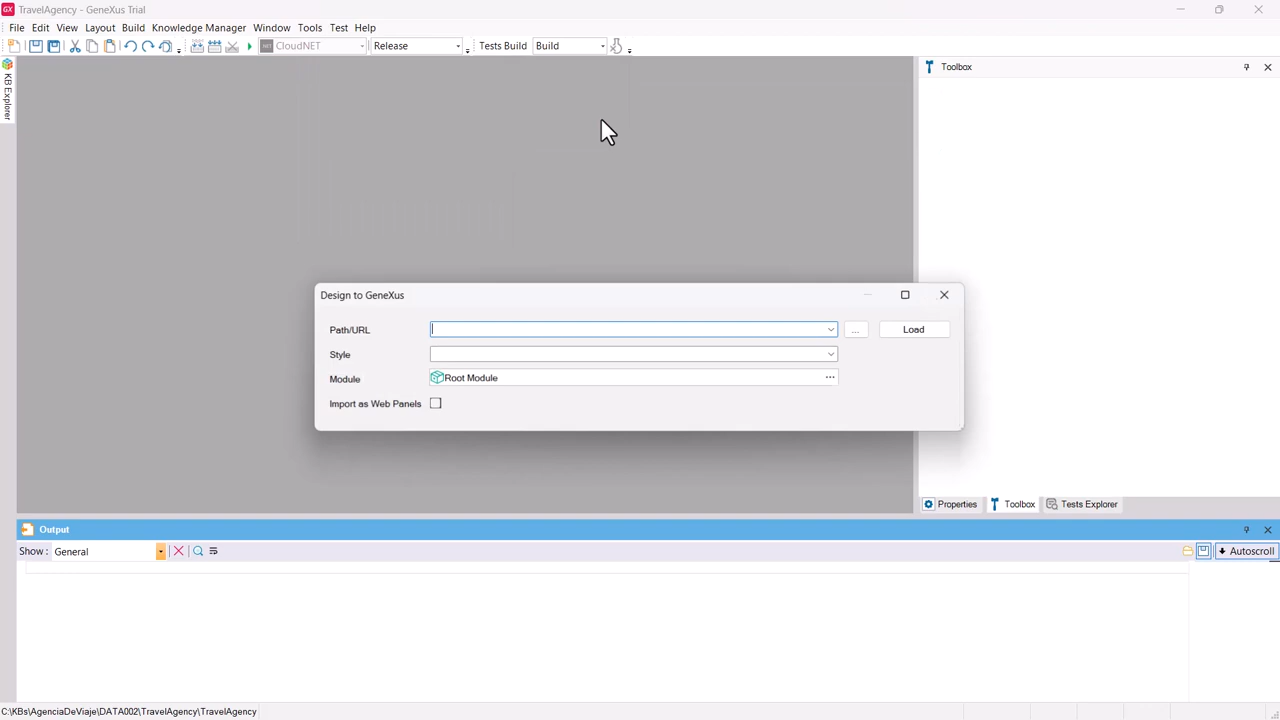 GX TravelAgency - GeneXus Trial
File Edit View Layout Build Knowledge Manager Window Tools Test Help
.NET CloudNET Release Tests Build Build
KB Explorer
Toolbox
Design to GeneXus
Path/URL ... Load
Style
Module Root Module ...
Import as Web Panels
Properties Toolbox Tests Explorer
Output
Show : General Autoscroll
C:\KBs\AgenciaDeViaje\DATA002\TravelAgency\TravelAgency